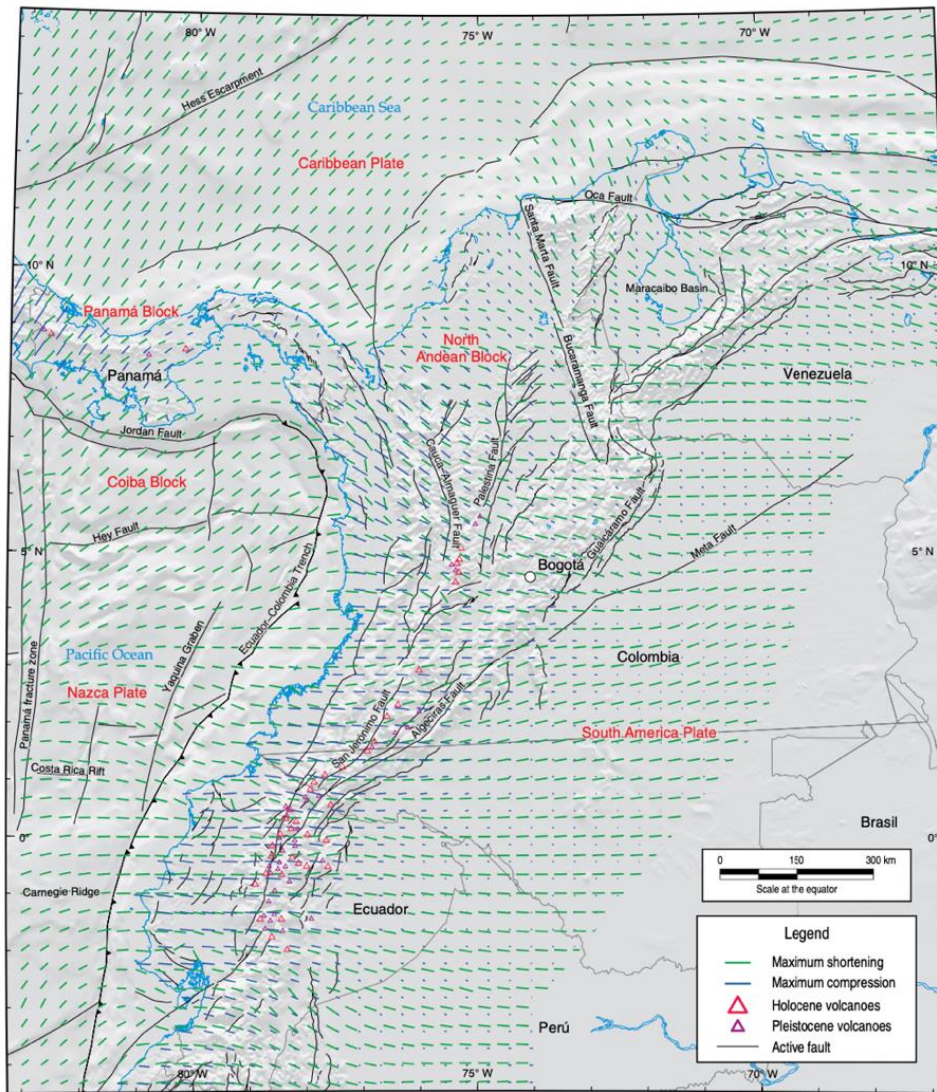 80° W
75° W
70° W
Hess Escarpment
Caribbean Sea
Caribbean Plate
Oca Fault
Santa Marta Fault
10° N
10° N
Maracaibo Basin
Panamá Block
North
Andean Block
Bucaramanga Fault
Panamá
Venezuela
Jordan Fault
Cauca-Almaguer Fault
Palestina Fault
Coiba Block
Guaicáramo Fault
Meta Fault
Hey Fault
5° N
5° N
Bogotá
Ecuador-Colombia Trench
Pacific Ocean
Yaquina Graben
Colombia
Nazca Plate
Panamá fracture zone
San Jerónimo Fault
Algeciras Fault
South America Plate
Costa Rica Rift
Brasil
0°
0°
0 150 300 km
Scale at the equator
Carnegie Ridge
Ecuador
Legend
Maximum shortening
Maximum compression
Holocene volcanoes
Pleistocene volcanoes
Active fault
Perú
80° W
75° W
70° W